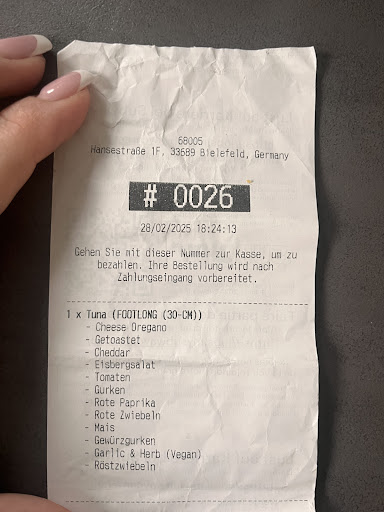 68005
Hansestraße 1F, 33689 Bielefeld, Germany
# 0026
28/02/2025 18:24:13
Gehen Sie mit dieser Nummer zur Kasse, um zu
bezahlen. Ihre Bestellung wird nach
Zahlungseingang vorbereitet.
1 x Tuna (FOOTLONG (30-CM))
- Cheese Oregano
- Getoastet
- Cheddar
- Eisbergsalat
- Tomaten
- Gurken
- Rote Paprika
- Rote Zwiebeln
- Mais
- Gewürzgurken
- Garlic & Herb (Vegan)
- Röstzwiebeln